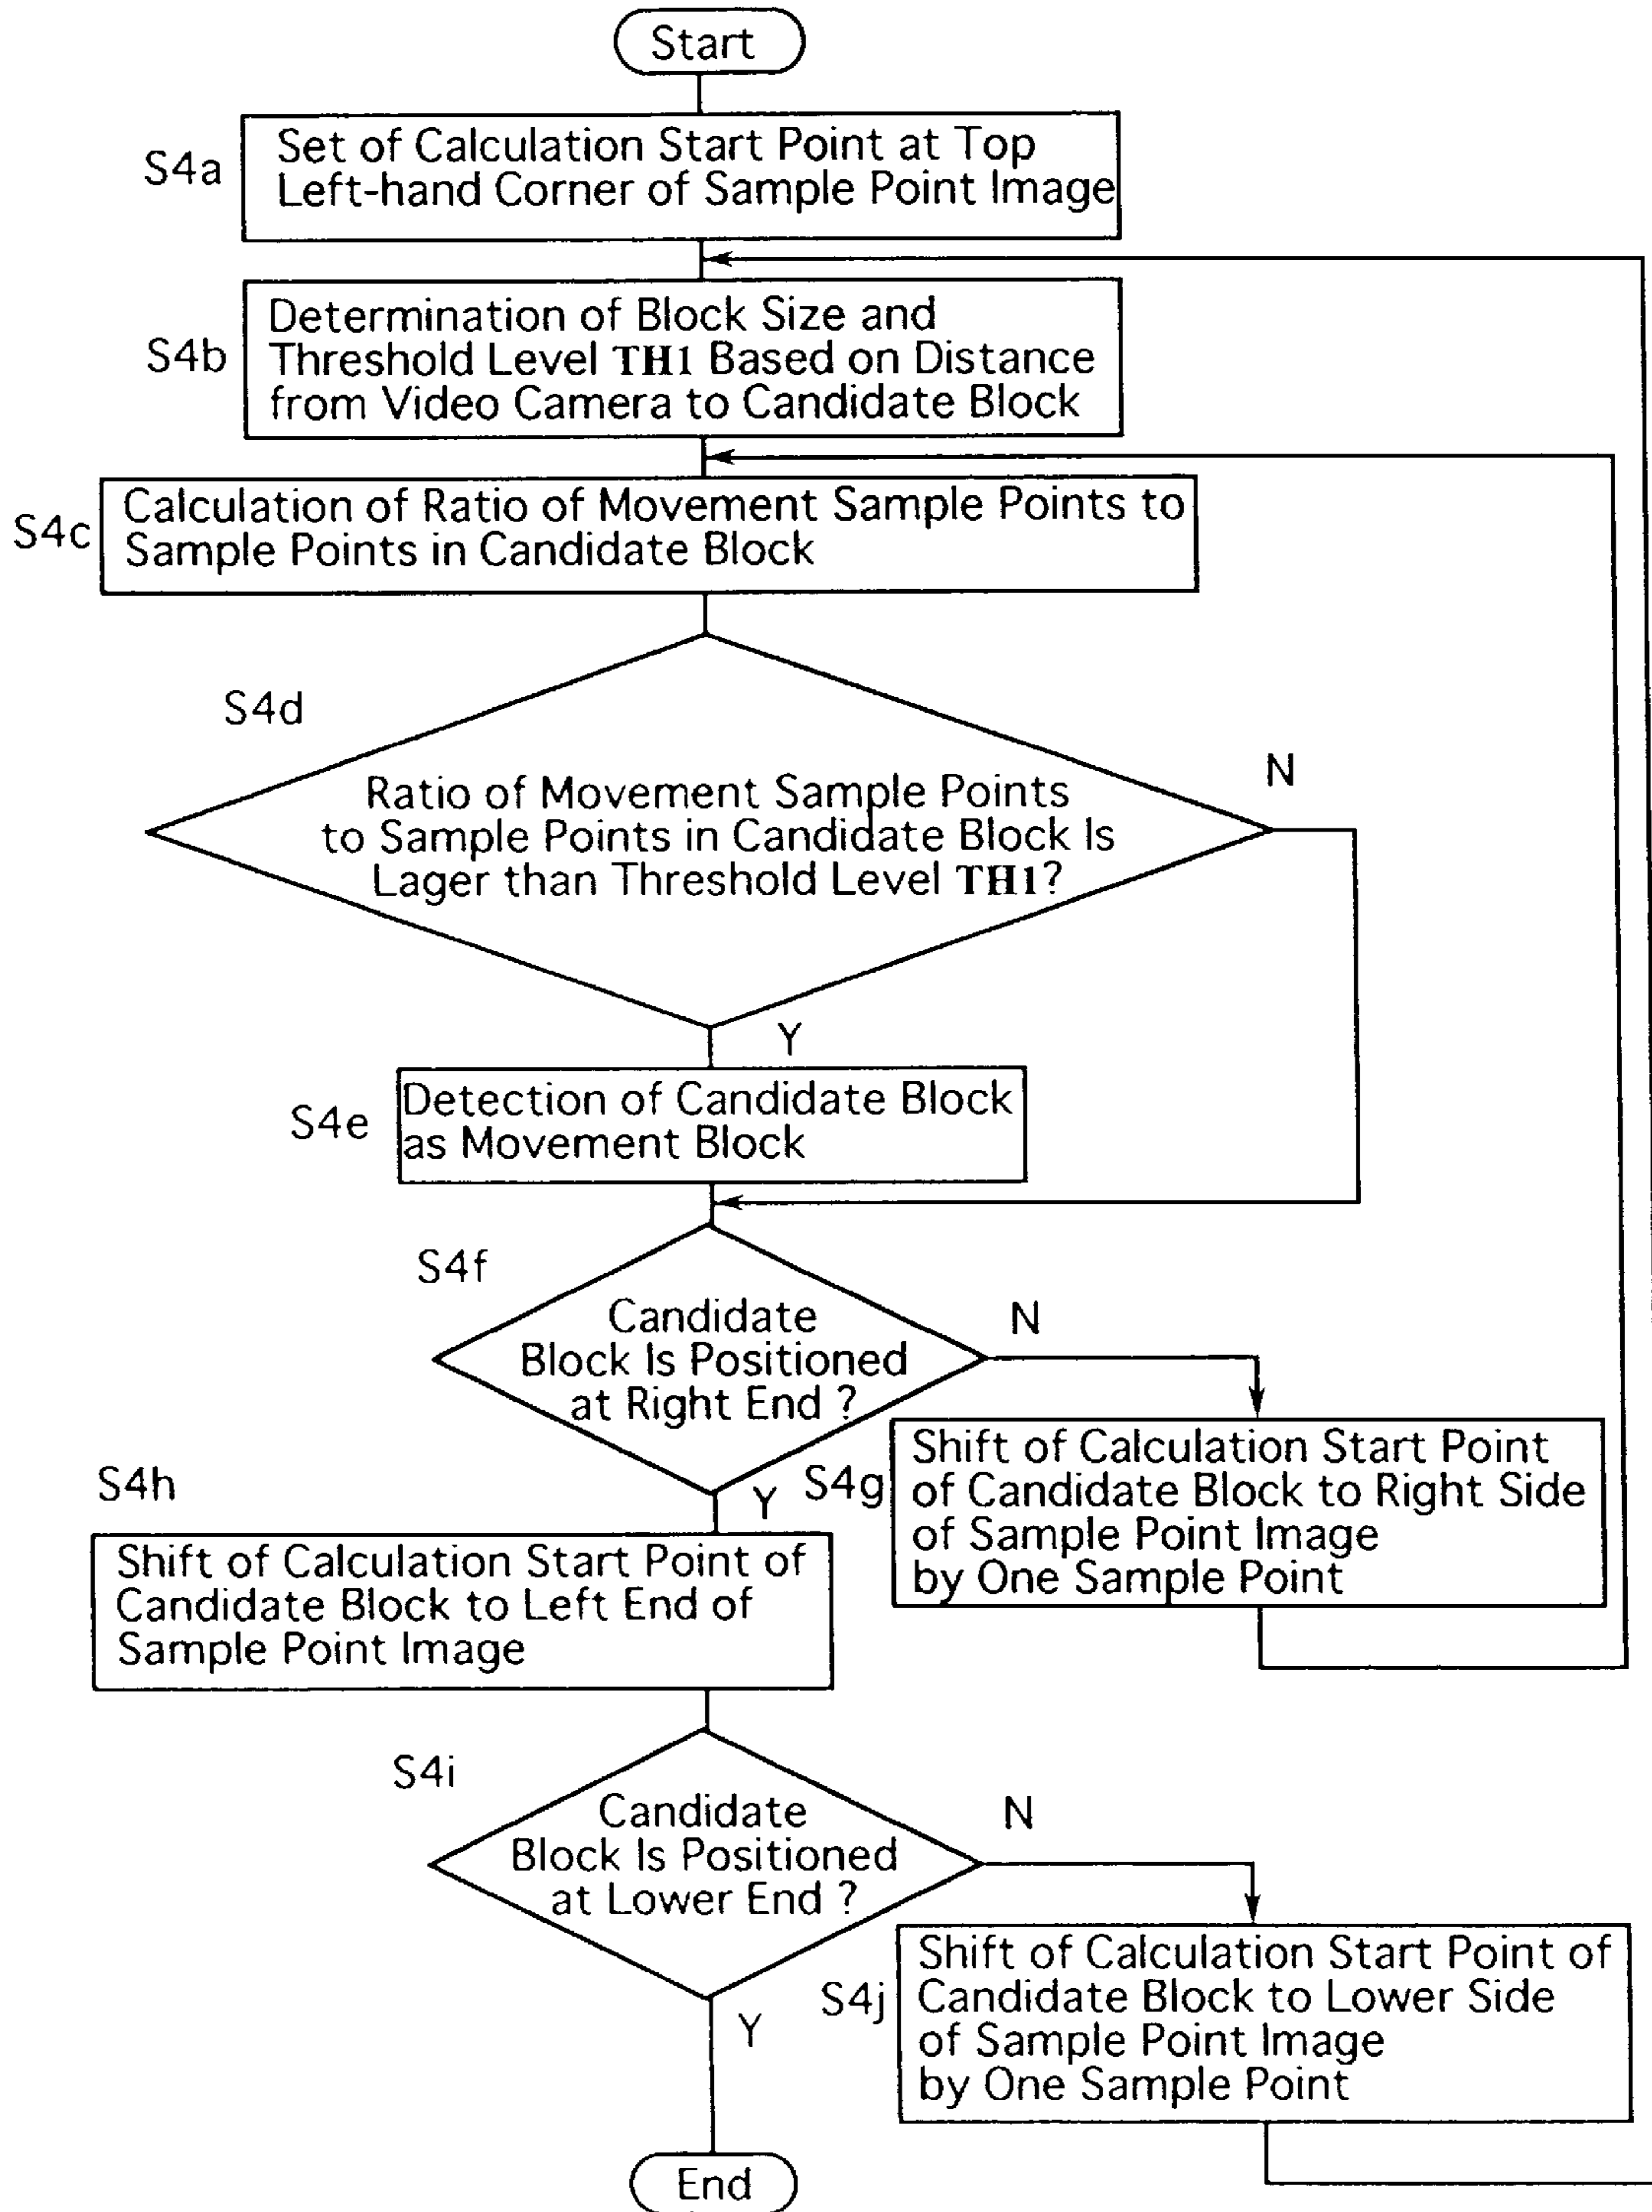 Start
S4a
Set of Calculation Start Point at Top
Left-hand Corner of Sample Point Image
S4b
Determination of Block Size and
Threshold Level TH1 Based on Distance
from Video Camera to Candidate Block
S4c
Calculation of Ratio of Movement Sample Points to
Sample Points in Candidate Block
S4d
Ratio of Movement Sample Points
to Sample Points in Candidate Block Is
Lager than Threshold Level TH1?
N
Y
S4e
Detection of Candidate Block
as Movement Block
S4f
Candidate
Block Is Positioned
at Right End ?
N
Y
S4g
Shift of Calculation Start Point
of Candidate Block to Right Side
of Sample Point Image
by One Sample Point
S4h
Shift of Calculation Start Point of
Candidate Block to Left End of
Sample Point Image
S4i
Candidate
Block Is Positioned
at Lower End ?
N
Y
S4j
Shift of Calculation Start Point of
Candidate Block to Lower Side
of Sample Point Image
by One Sample Point
End